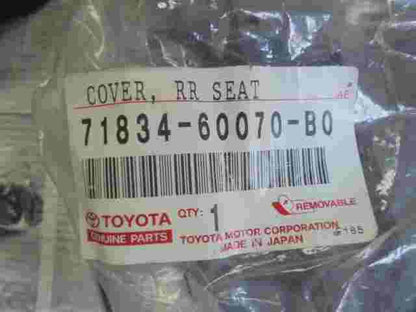 COVER, RR SEAT
71834-60070-B0
TOYOTA
GENUINE PARTS
QTY: 1
REMOVABLE
TOYOTA MOTOR CORPORATION
MADE IN JAPAN